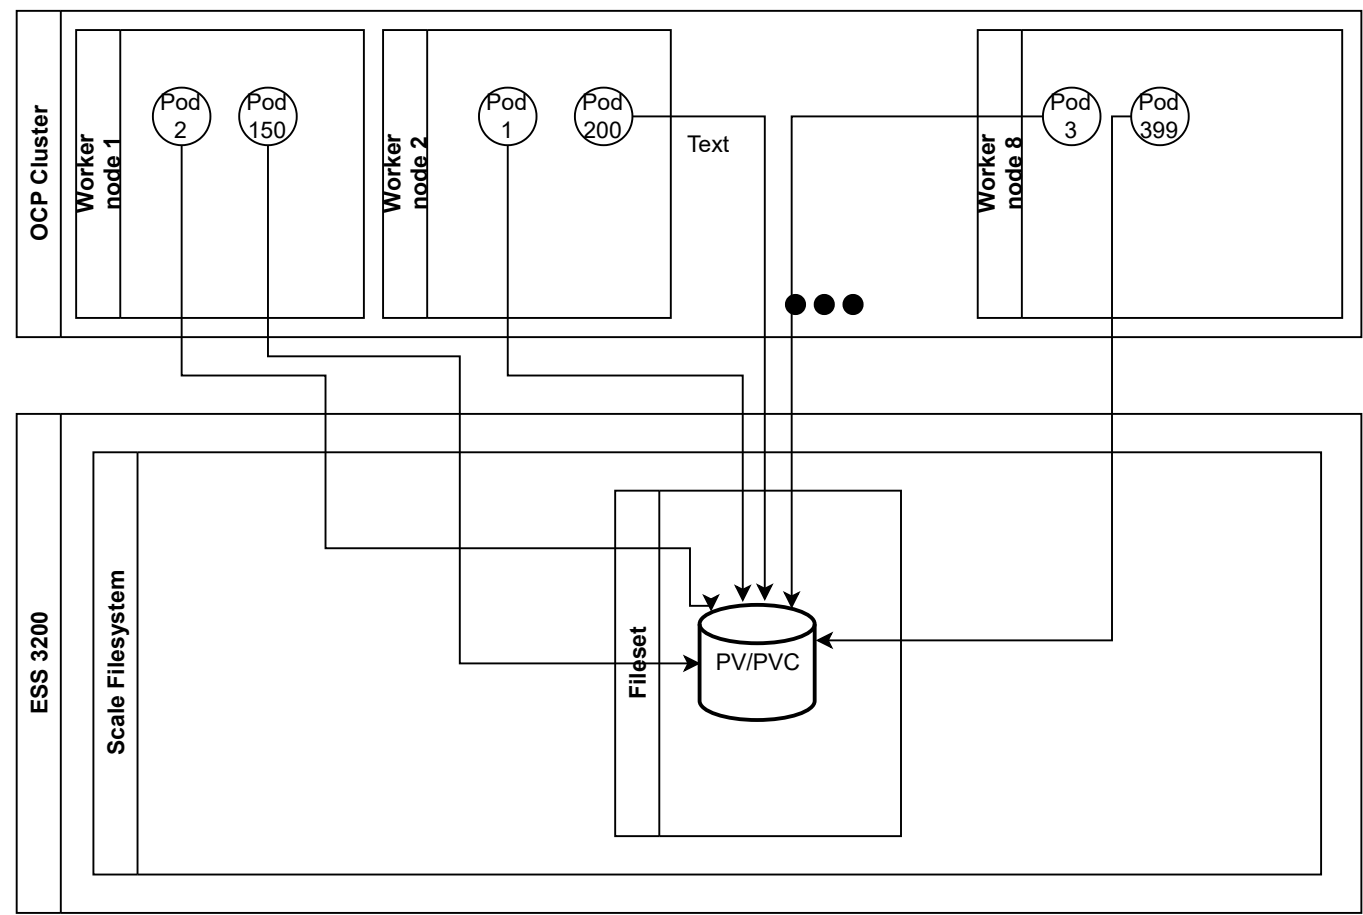 OCP Cluster
Worker
node 1
Pod
2
Pod
150
Worker
node 2
Pod
1
Pod
200
Text
Worker
node 8
Pod
3
Pod
399
ESS 3200
Scale Filesystem
Fileset
PV/PVC